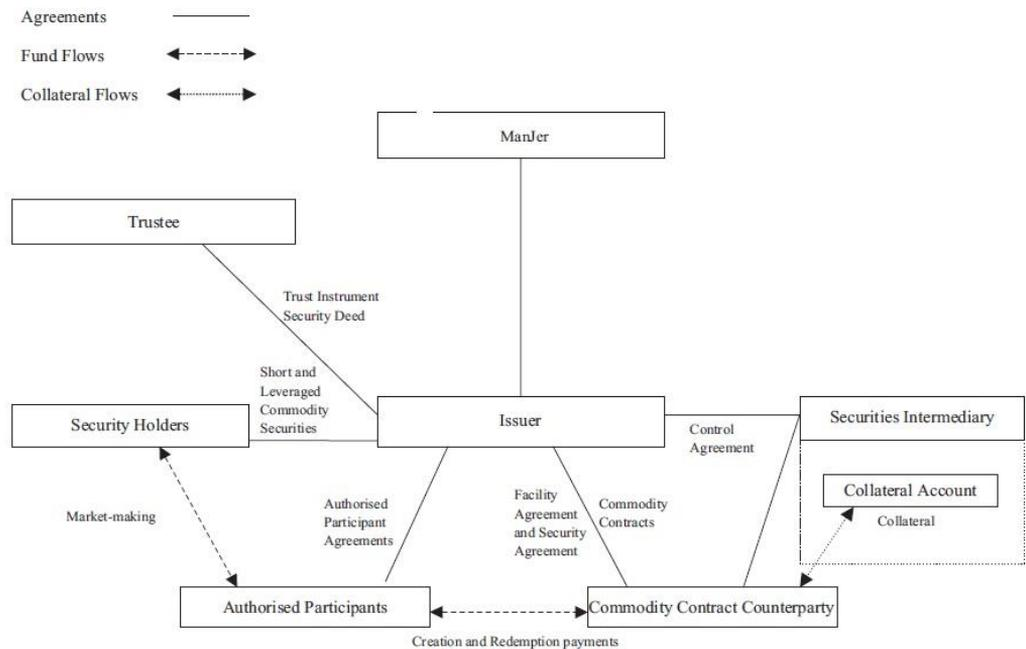 Agreements
Fund Flows
Collateral Flows
ManJer
Trustee
Trust Instrument
Security Deed
Short and
Leveraged
Commodity
Securities
Security Holders
Issuer
Securities Intermediary
Control
Agreement
Collateral Account
Collateral
Market-making
Authorised
Participant
Agreements
Facility
Agreement
and Security
Agreement
Commodity
Contracts
Authorised Participants
Commodity Contract Counterparty
Creation and Redemption payments